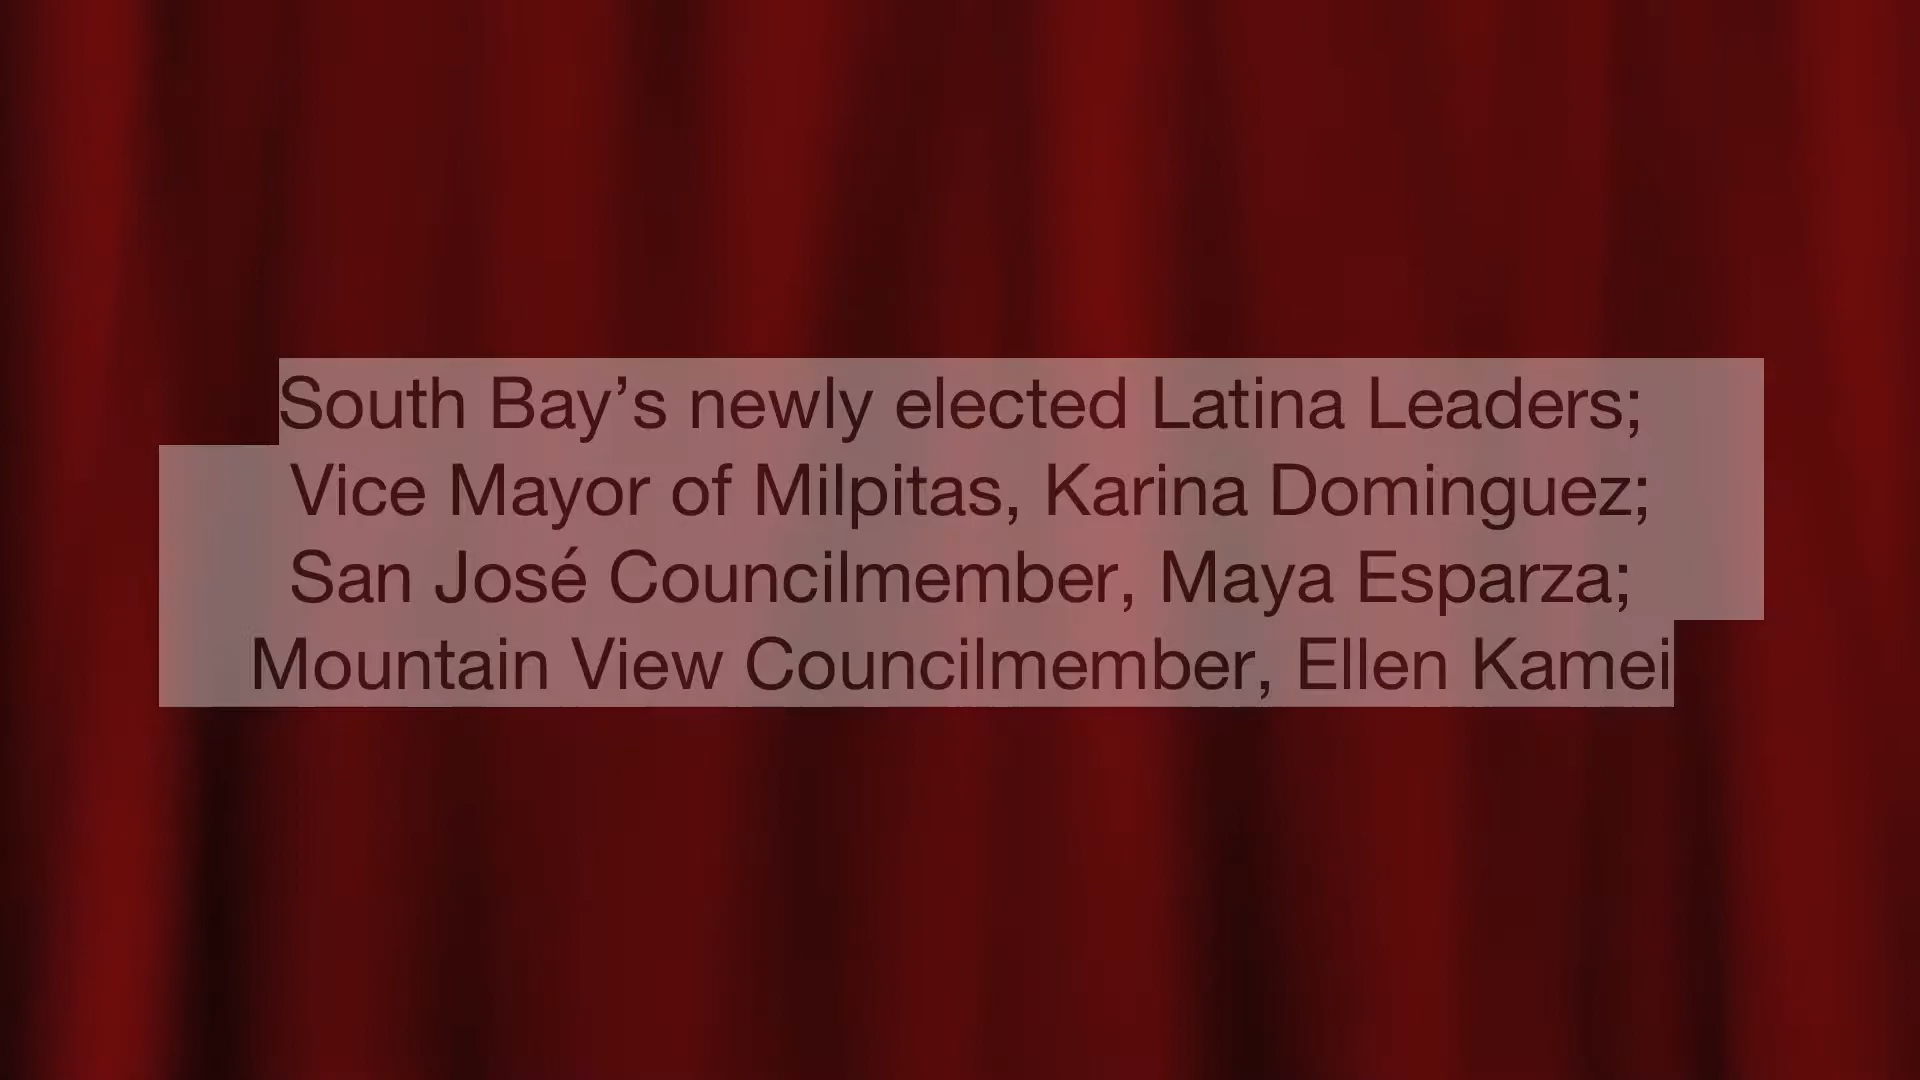 South Bay’s newly elected Latina Leaders;
Vice Mayor of Milpitas, Karina Dominguez;
San José Councilmember, Maya Esparza;
Mountain View Councilmember, Ellen Kamei